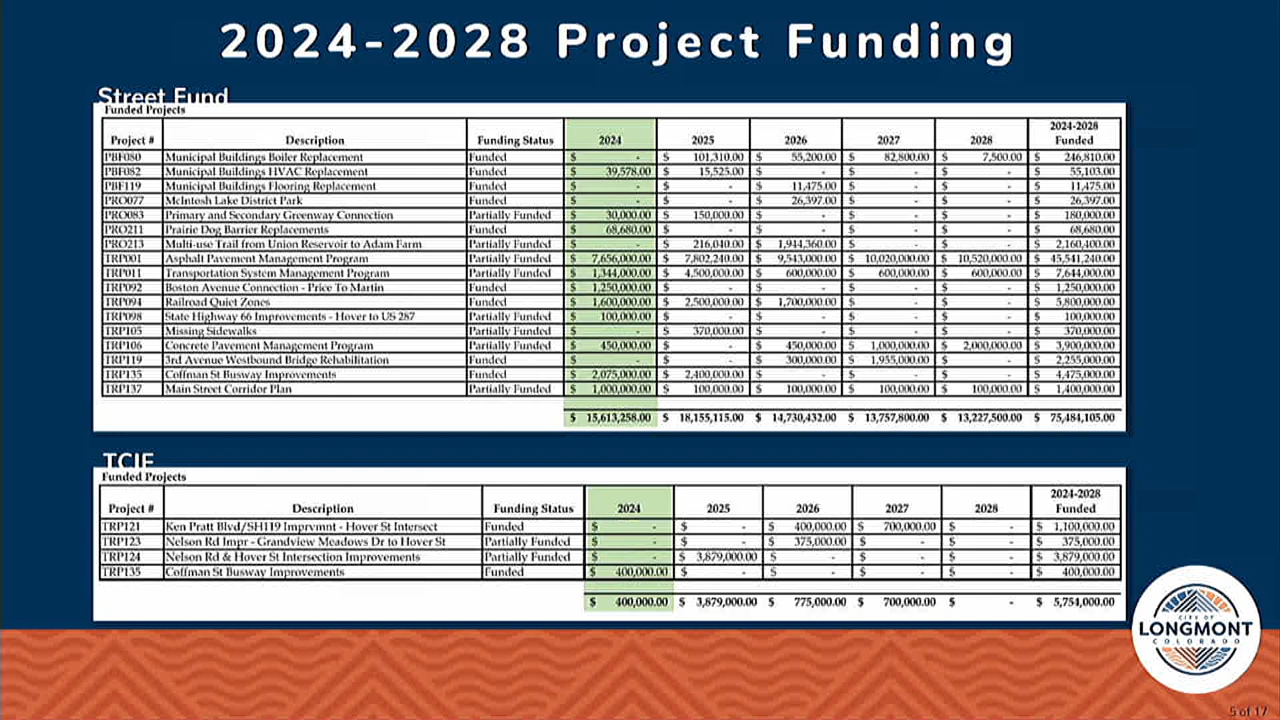 2024-2028 Project Funding
Street Fund
Funded Projects
Project # Description Funding Status 2024 2025 2026 2027 2028 2024-2028 Funded
PBF080 Municipal Buildings Boiler Replacement Funded $ - $ 101,310.00 $ 55,200.00 $ 82,800.00 $ 7,500.00 $ 246,810.00
PBF082 Municipal Buildings HVAC Replacement Funded $ 39,578.00 $ 15,525.00 $ - $ - $ - $ 55,103.00
PBF119 Municipal Buildings Flooring Replacement Funded $ - $ - $ 11,475.00 $ - $ - $ 11,475.00
PRO077 McIntosh Lake District Park Funded $ - $ - $ 26,397.00 $ - $ - $ 26,397.00
PRO083 Primary and Secondary Greenway Connection Partially Funded $ 30,000.00 $ 150,000.00 $ - $ - $ - $ 180,000.00
PRO211 Prairie Dog Barrier Replacements Funded $ 68,680.00 $ - $ - $ - $ - $ 68,680.00
PRO213 Multi-use Trail from Union Reservoir to Adam Farm Partially Funded $ - $ 216,040.00 $ 1,944,360.00 $ - $ - $ 2,160,400.00
TRP001 Asphalt Pavement Management Program Partially Funded $ 7,656,000.00 $ 7,802,240.00 $ 9,543,000.00 $ 10,020,000.00 $ 10,520,000.00 $ 45,541,240.00
TRP011 Transportation System Management Program Partially Funded $ 1,344,000.00 $ 4,500,000.00 $ 600,000.00 $ 600,000.00 $ 600,000.00 $ 7,644,000.00
TRP092 Boston Avenue Connection - Price To Martin Funded $ 1,250,000.00 $ - $ - $ - $ - $ 1,250,000.00
TRP094 Railroad Quiet Zones Funded $ 1,600,000.00 $ 2,500,000.00 $ 1,700,000.00 $ - $ - $ 5,800,000.00
TRP098 State Highway 66 Improvements - Hover to US 287 Partially Funded $ 100,000.00 $ - $ - $ - $ - $ 100,000.00
TRP105 Missing Sidewalks Partially Funded $ - $ 370,000.00 $ - $ - $ - $ 370,000.00
TRP106 Concrete Pavement Management Program Partially Funded $ 450,000.00 $ - $ 450,000.00 $ 1,000,000.00 $ 2,000,000.00 $ 3,900,000.00
TRP119 3rd Avenue Westbound Bridge Rehabilitation Funded $ - $ - $ 300,000.00 $ 1,955,000.00 $ - $ 2,255,000.00
TRP135 Coffman St Busway Improvements Funded $ 2,075,000.00 $ 2,400,000.00 $ - $ - $ - $ 4,475,000.00
TRP137 Main Street Corridor Plan Partially Funded $ 1,000,000.00 $ 100,000.00 $ 100,000.00 $ 100,000.00 $ 100,000.00 $ 1,400,000.00
$ 15,613,258.00 $ 18,155,115.00 $ 14,730,432.00 $ 13,757,800.00 $ 13,227,500.00 $ 75,484,105.00
TCIF
Funded Projects
Project # Description Funding Status 2024 2025 2026 2027 2028 2024-2028 Funded
TRP121 Ken Pratt Blvd/SH119 Imprvmnt - Hover St Intersect Funded $ - $ - $ 400,000.00 $ 700,000.00 $ - $ 1,100,000.00
TRP123 Nelson Rd Impr - Grandview Meadows Dr to Hover St Partially Funded $ - $ - $ 375,000.00 $ - $ - $ 375,000.00
TRP124 Nelson Rd & Hover St Intersection Improvements Partially Funded $ - $ 3,879,000.00 $ - $ - $ - $ 3,879,000.00
TRP135 Coffman St Busway Improvements Funded $ 400,000.00 $ - $ - $ - $ - $ 400,000.00
$ 400,000.00 $ 3,879,000.00 $ 775,000.00 $ 700,000.00 $ - $ 5,754,000.00
CITY OF
LONGMONT
COLORADO
5 of 17